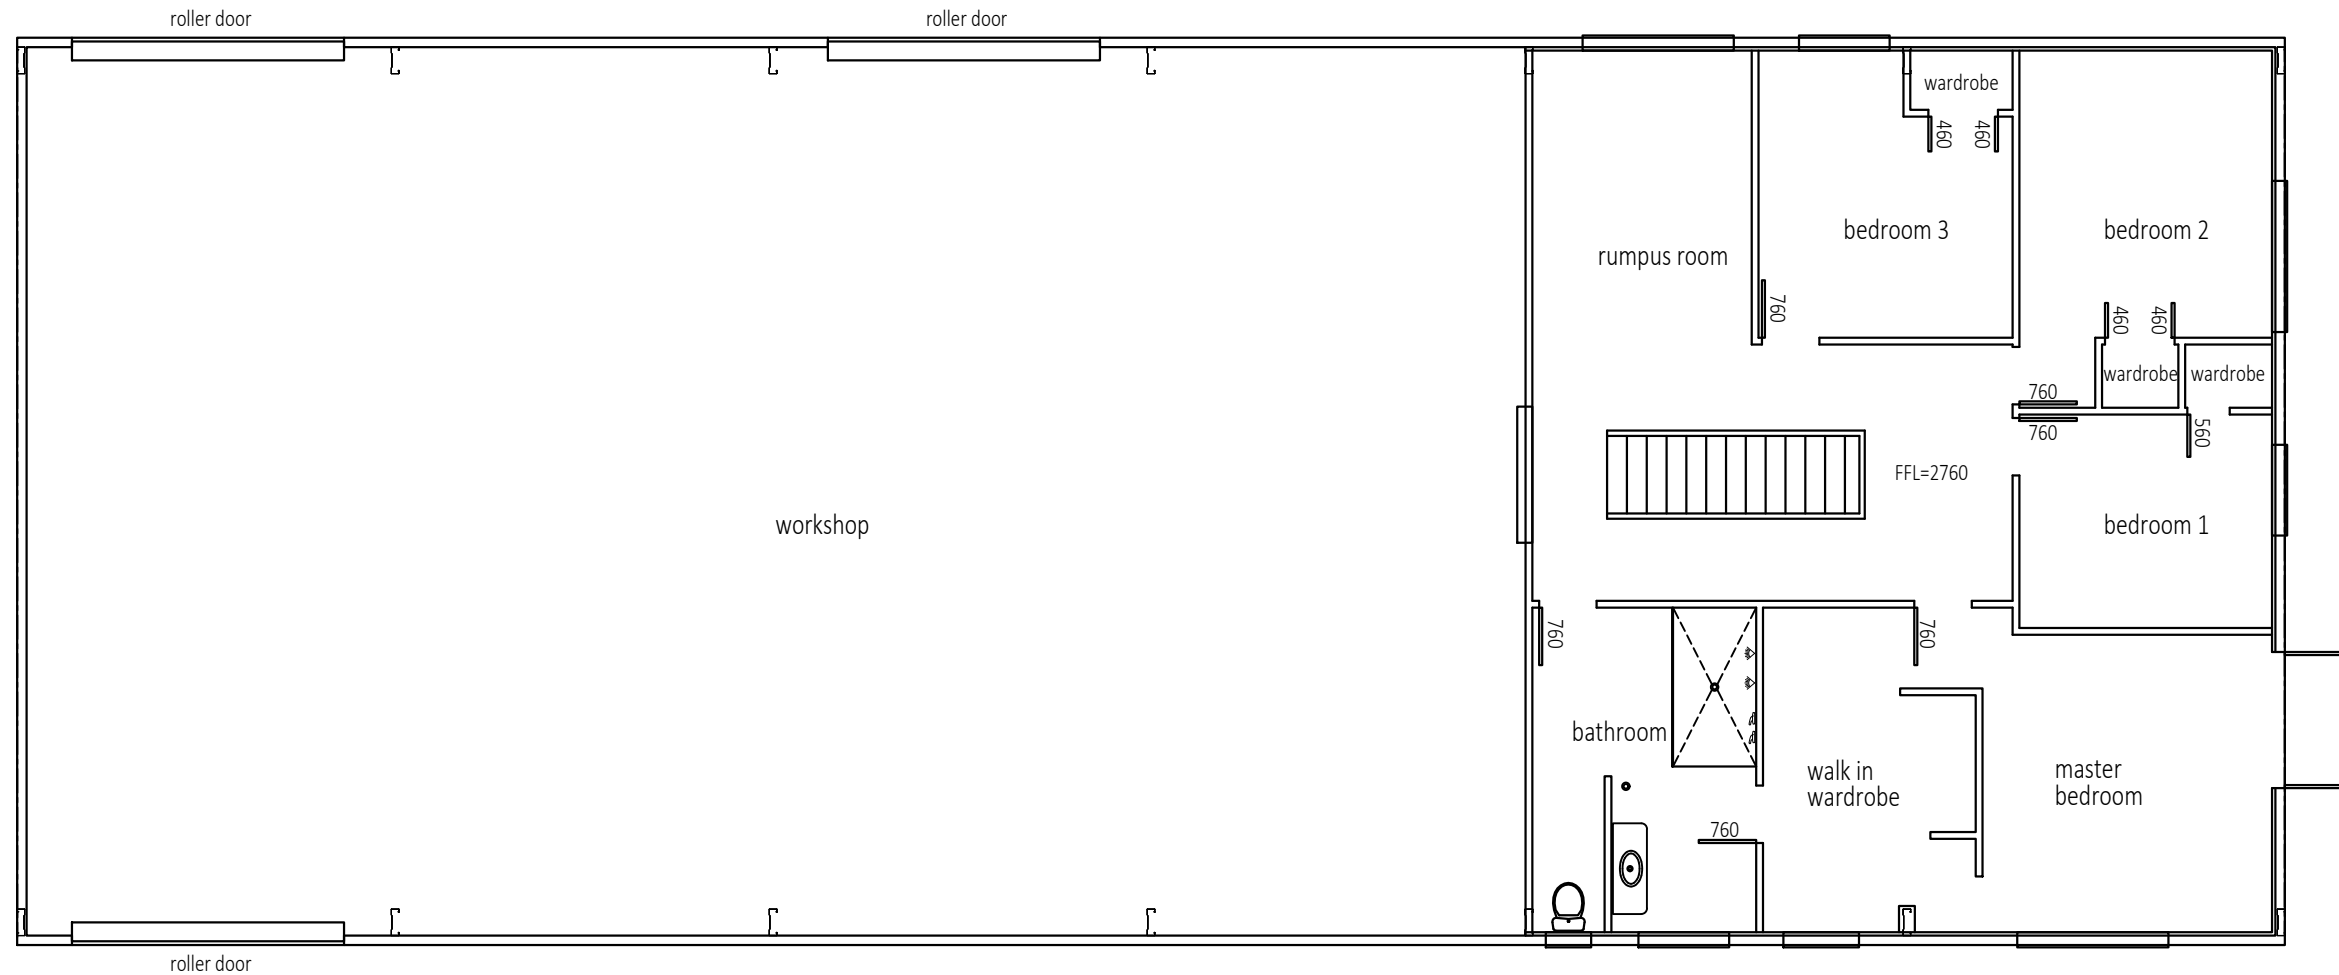 roller door
roller door
wardrobe
460
460
bedroom 3
bedroom 2
rumpus room
760
460
460
wardrobe
wardrobe
760
760
560
FFL=2760
workshop
bedroom 1
760
760
bathroom
walk in
wardrobe
master
bedroom
760
roller door